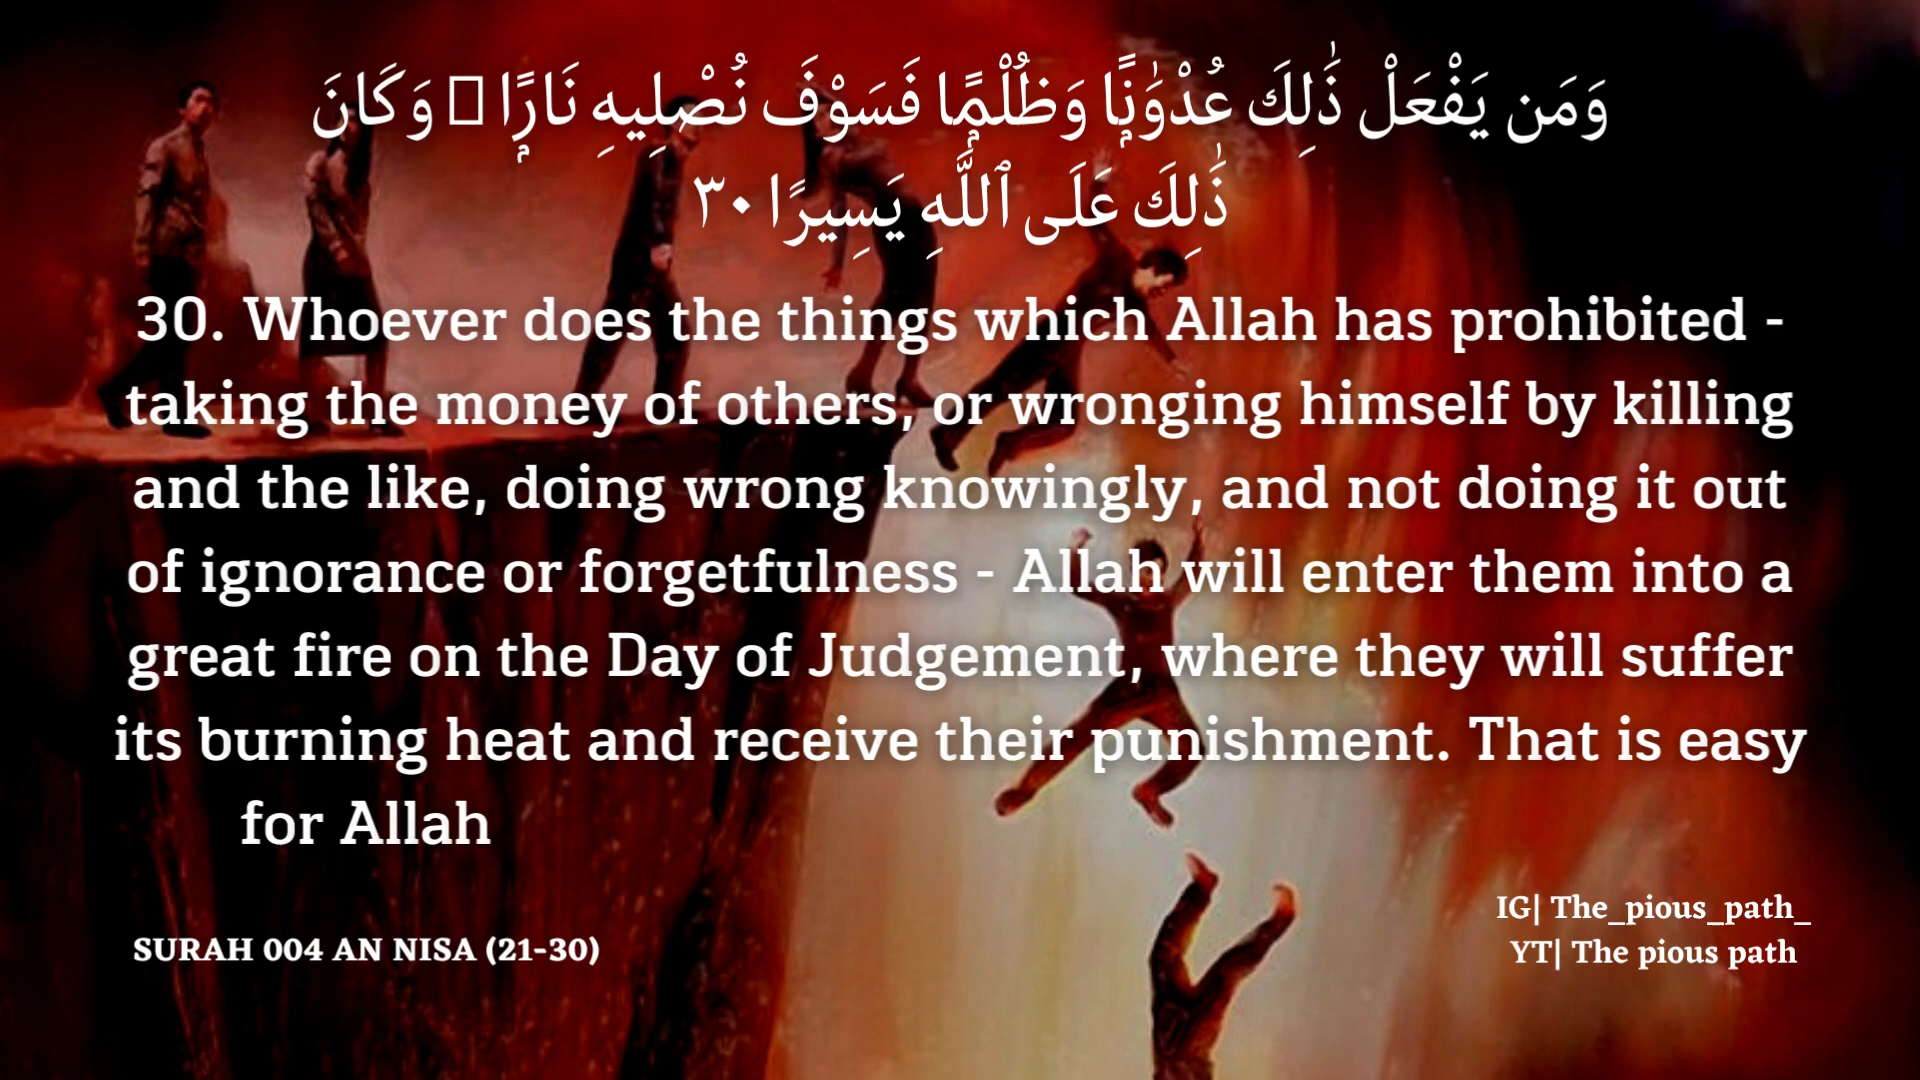 وَمَن يَفْعَلْ ذَٰلِكَ عُدْوَٰنًۭا وَظُلْمًۭا فَسَوْفَ نُصْلِيهِ نَارًۭا ۚ وَكَانَ
ذَٰلِكَ عَلَى ٱللَّهِ يَسِيرًا ٣٠
30. Whoever does the things which Allah has prohibited -
taking the money of others, or wronging himself by killing
and the like, doing wrong knowingly, and not doing it out
of ignorance or forgetfulness - Allah will enter them into a
great fire on the Day of Judgement, where they will suffer
its burning heat and receive their punishment. That is easy
for Allah
SURAH 004 AN NISA (21-30)
IG| The_pious_path_
YT| The pious path